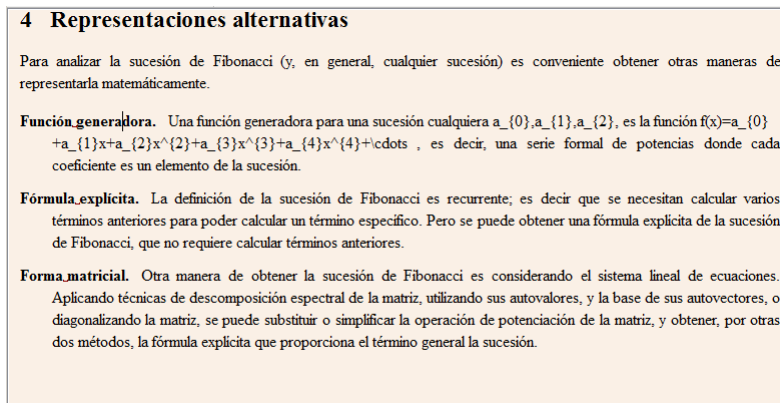 4 Representaciones alternativas
Para analizar la sucesión de Fibonacci (y, en general, cualquier sucesión) es conveniente obtener otras maneras de
representarla matemáticamente.
Función generadora. Una función generadora para una sucesión cualquiera a_{0},a_{1},a_{2}, es la función f(x)=a_{0}
+a_{1}x+a_{2}x^{2}+a_{3}x^{3}+a_{4}x^{4}+\cdots , es decir, una serie formal de potencias donde cada
coeficiente es un elemento de la sucesión.
Fórmula explícita. La definición de la sucesión de Fibonacci es recurrente; es decir que se necesitan calcular varios
términos anteriores para poder calcular un término especifico. Pero se puede obtener una fórmula explicita de la sucesión
de Fibonacci, que no requiere calcular términos anteriores.
Forma matricial. Otra manera de obtener la sucesión de Fibonacci es considerando el sistema lineal de ecuaciones.
Aplicando técnicas de descomposición espectral de la matriz, utilizando sus autovalores, y la base de sus autovectores, o
diagonalizando la matriz, se puede substituir o simplificar la operación de potenciación de la matriz, y obtener, por otras
dos métodos, la fórmula explícita que proporciona el término general la sucesión.